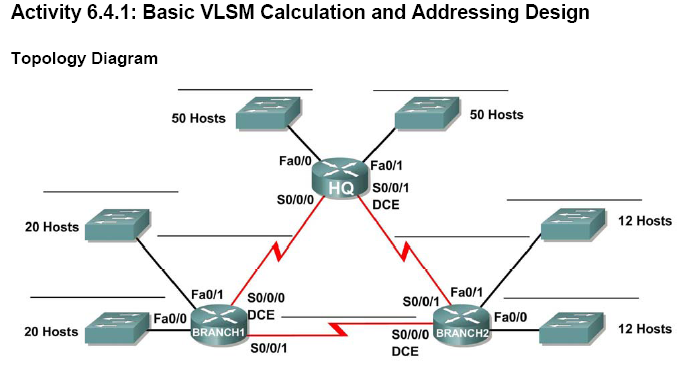 Activity 6.4.1: Basic VLSM Calculation and Addressing Design
Topology Diagram
50 Hosts
50 Hosts
Fa0/0
Fa0/1
HQ
S0/0/0
S0/0/1
DCE
20 Hosts
12 Hosts
Fa0/1
S0/0/0
DCE
Fa0/1
S0/0/1
20 Hosts
Fa0/0
BRANCH1
S0/0/1
S0/0/0
DCE
BRANCH2
Fa0/0
12 Hosts